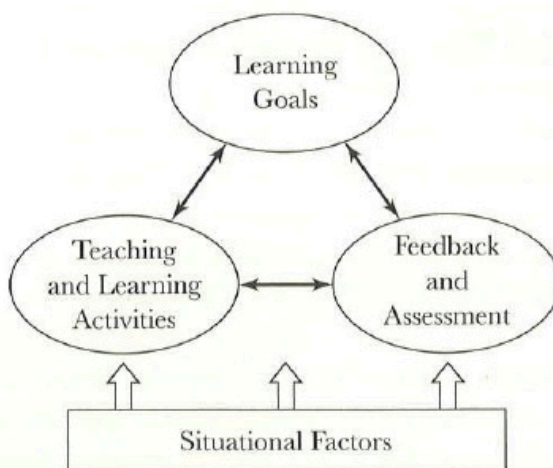 Learning
Goals
Teaching
and Learning
Activities
Feedback
and
Assessment
Situational Factors